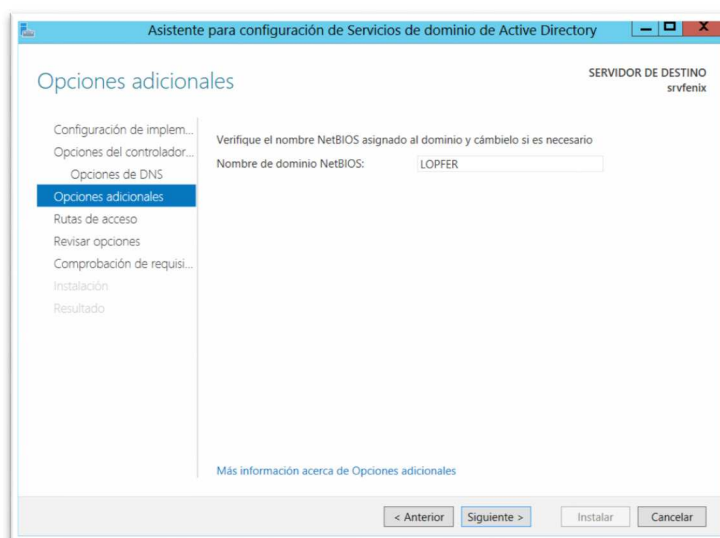 Asistente para configuración de Servicios de dominio de Active Directory
Opciones adicionales
SERVIDOR DE DESTINO
srvfenix
Configuración de implem...
Opciones del controlador...
Opciones de DNS
Opciones adicionales
Rutas de acceso
Revisar opciones
Comprobación de requisi...
Instalación
Resultado
Verifique el nombre NetBIOS asignado al dominio y cámbielo si es necesario
Nombre de dominio NetBIOS: LOPFER
Más información acerca de Opciones adicionales
< Anterior Siguiente > Instalar Cancelar